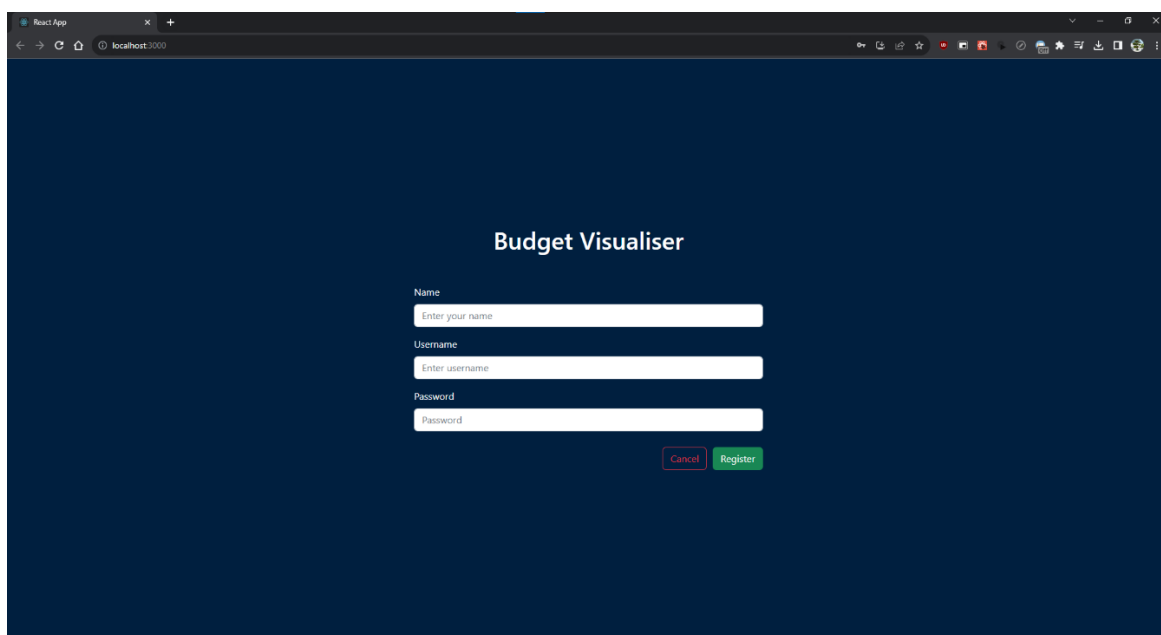 React App
localhost:3000
Budget Visualiser
Name
Enter your name
Username
Enter username
Password
Password
Cancel Register